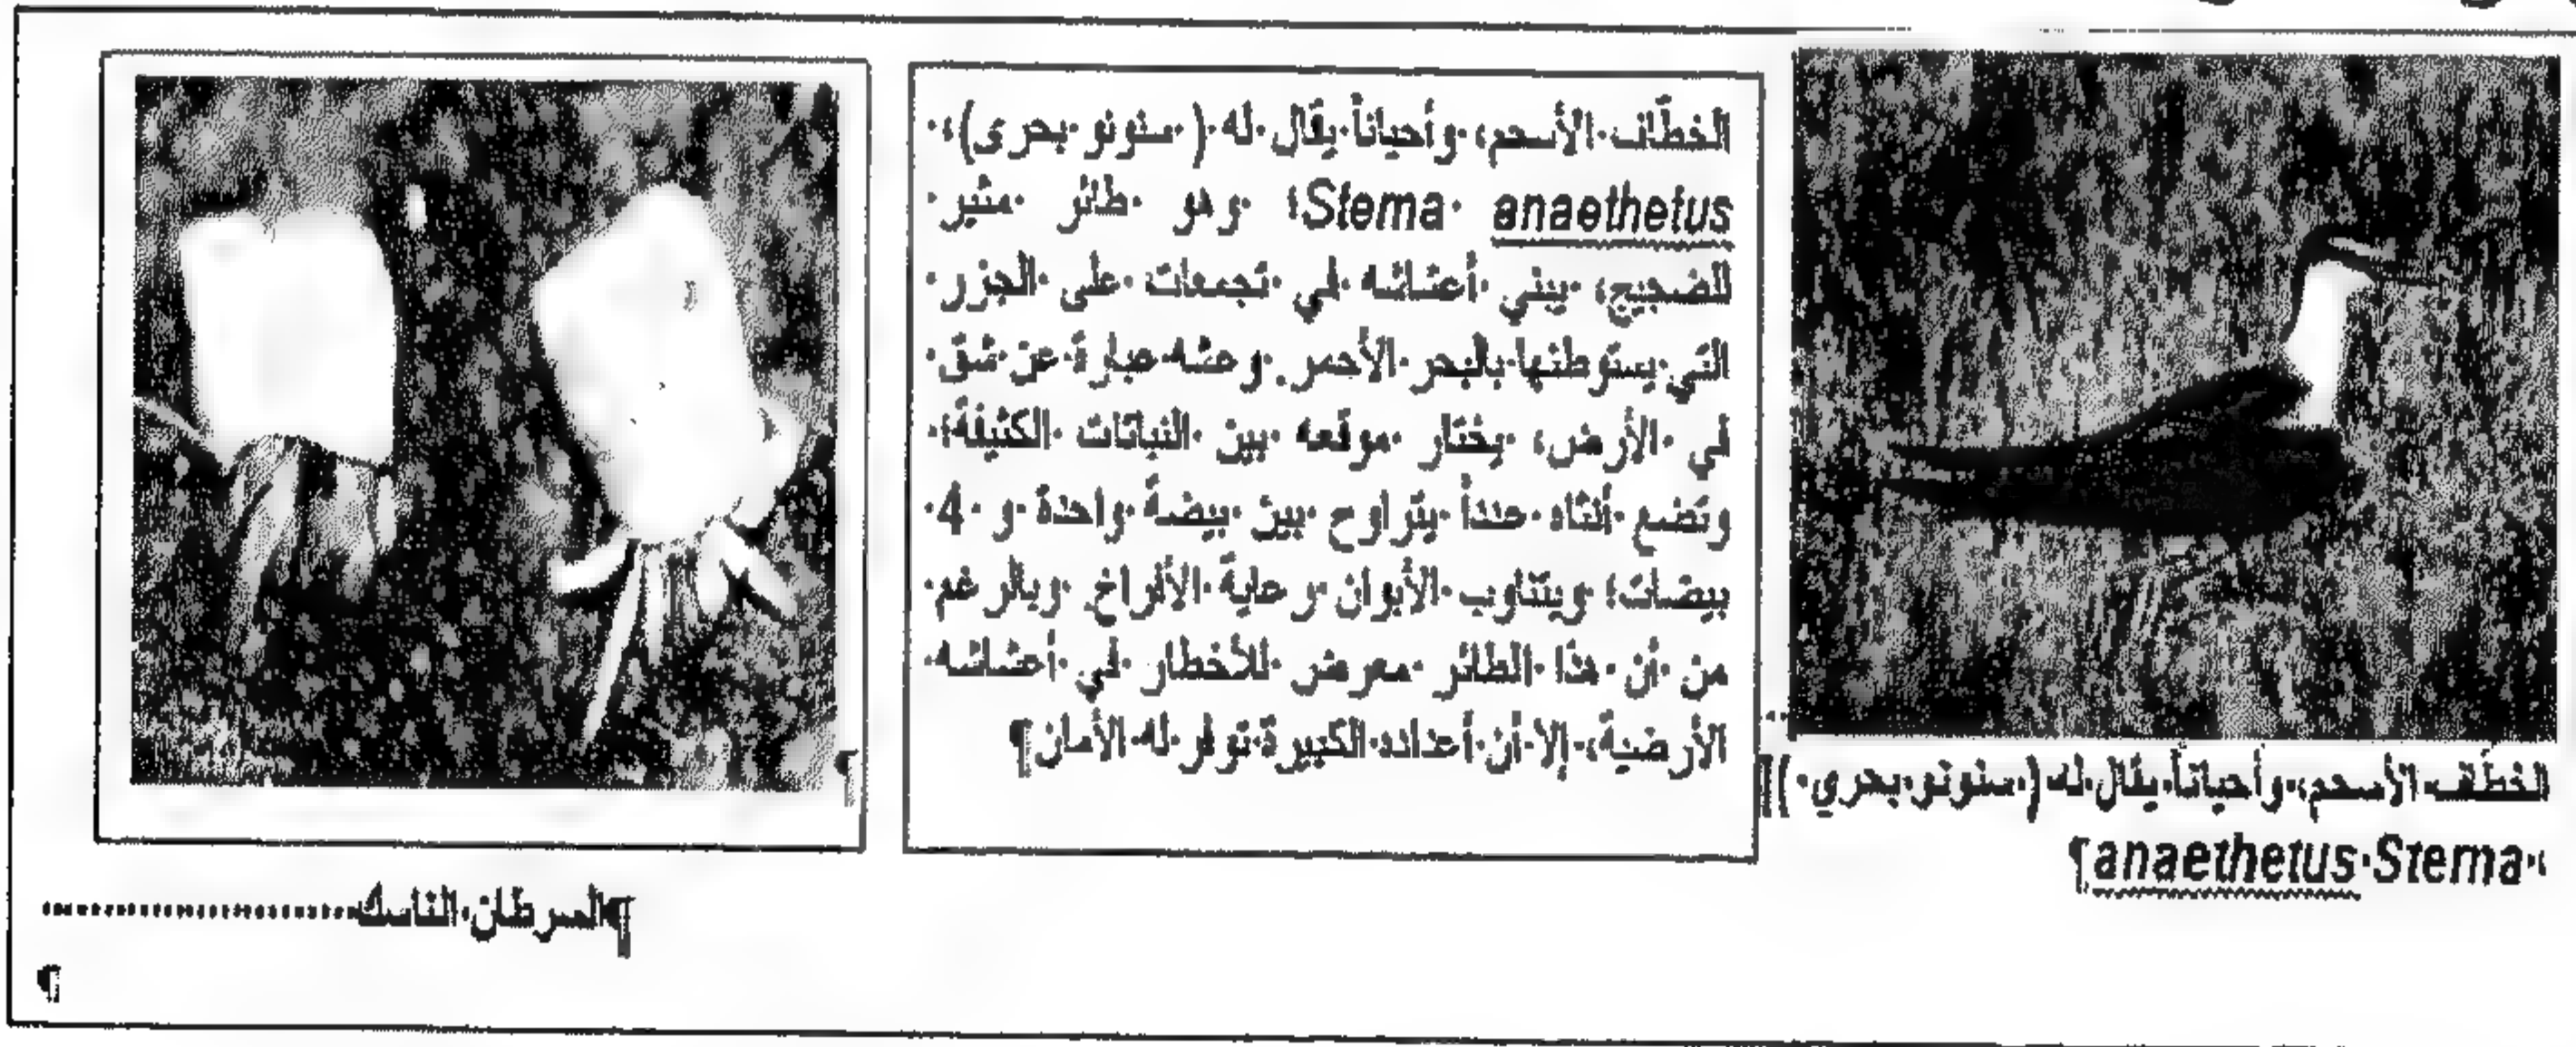 الخطّاف الأسحم، وأحياناً يقال له ( سنونو بحرى)،
Sterna anaethetus؛ وهو طائر مثير
للضجيج، يبني أعشاشه في تجمعات على الجزر
التي يستوطنها بالبحر الأحمر. وعشه عبارة عن شق
في الأرض، يختار موقعه بين النباتات الكثيفة؛
وتضع أنثاه عدداً يتراوح بين بيضة واحدة و 4
بيضات؛ ويتناوب الأبوان رعاية الأفراخ. وبالرغم
من أن هذا الطائر معرض للأخطار في أعشاشه
الأرضية، إلا أن أعداده الكبيرة توفر له الأمان¶
الخطّاف الأسحم، وأحياناً يقال له ( سنونو بحري )
، anaethetus Sterna¶
¶السرطان الناسك
¶